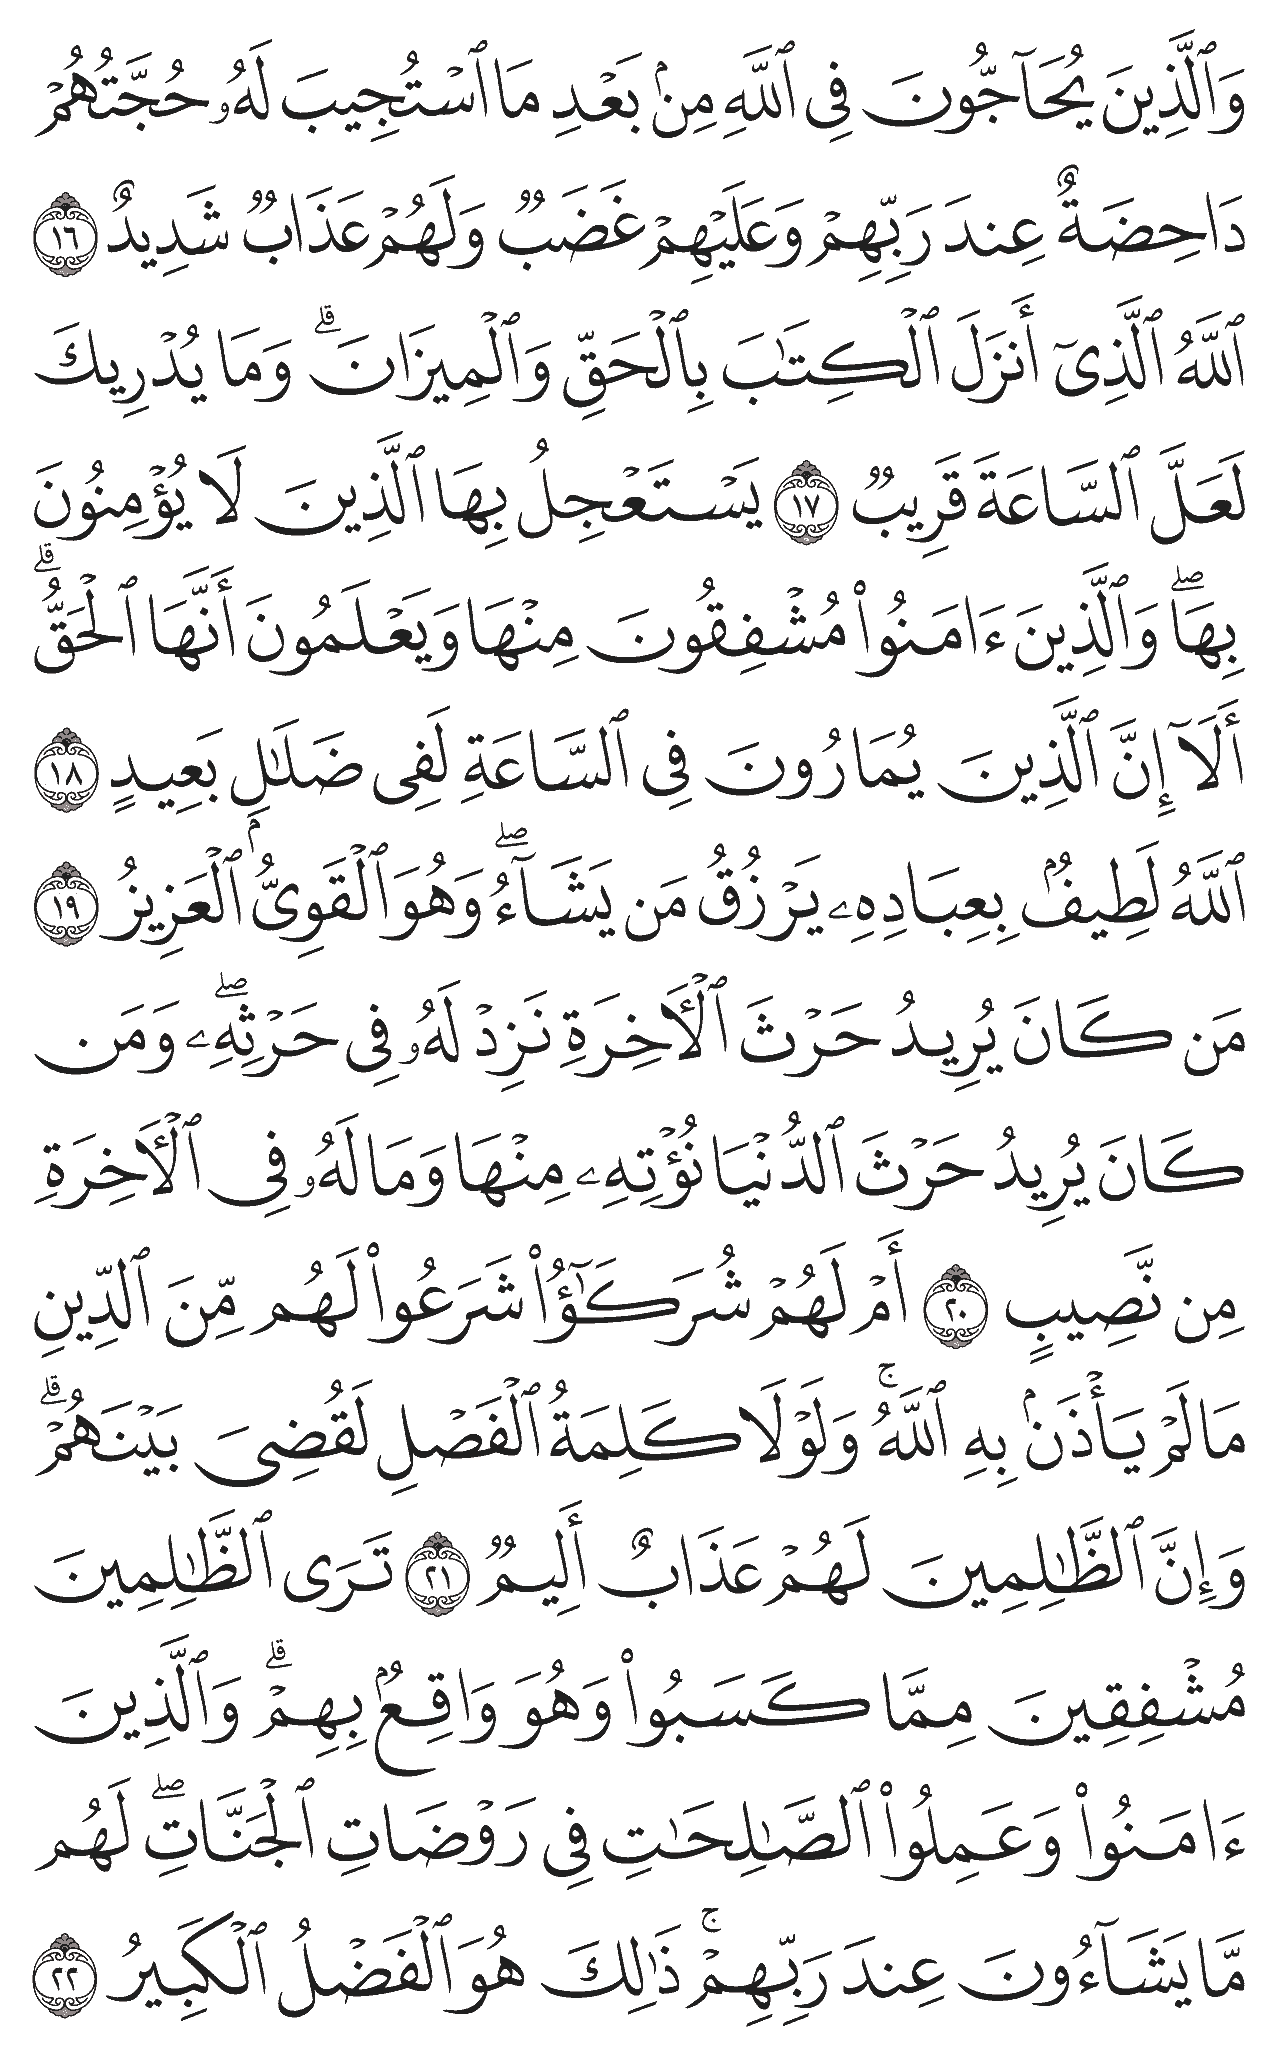 وَٱلَّذِينَ يُحَآجُّونَ فِى ٱللَّهِ مِنۢ بَعْدِ مَا ٱسْتُجِيبَ لَهُۥ حُجَّتُهُمْ
دَاحِضَةٌ عِندَ رَبِّهِمْ وَعَلَيْهِمْ غَضَبٌ وَلَهُمْ عَذَابٌ شَدِيدٌ ١٦
ٱللَّهُ ٱلَّذِىٓ أَنزَلَ ٱلْكِتَٰبَ بِٱلْحَقِّ وَٱلْمِيزَانَ ۗ وَمَا يُدْرِيكَ
لَعَلَّ ٱلسَّاعَةَ قَرِيبٌ ١٧ يَسْتَعْجِلُ بِهَا ٱلَّذِينَ لَا يُؤْمِنُونَ
بِهَا ۖ وَٱلَّذِينَ ءَامَنُوا۟ مُشْفِقُونَ مِنْهَا وَيَعْلَمُونَ أَنَّهَا ٱلْحَقُّ ۗ
أَلَآ إِنَّ ٱلَّذِينَ يُمَارُونَ فِى ٱلسَّاعَةِ لَفِى ضَلَٰلٍۭ بَعِيدٍ ١٨
ٱللَّهُ لَطِيفٌۢ بِعِبَادِهِۦ يَرْزُقُ مَن يَشَآءُ ۖ وَهُوَ ٱلْقَوِىُّ ٱلْعَزِيزُ ١٩
مَن كَانَ يُرِيدُ حَرْثَ ٱلْأَخِرَةِ نَزِدْ لَهُۥ فِى حَرْثِهِۦ ۖ وَمَن
كَانَ يُرِيدُ حَرْثَ ٱلدُّنْيَا نُؤْتِهِۦ مِنْهَا وَمَا لَهُۥ فِى ٱلْأَخِرَةِ
مِن نَّصِيبٍ ٢٠ أَمْ لَهُمْ شُرَكَٰٓؤُا۟ شَرَعُوا۟ لَهُم مِّنَ ٱلدِّينِ
مَا لَمْ يَأْذَنۢ بِهِ ٱللَّهُ ۚ وَلَوْلَا كَلِمَةُ ٱلْفَصْلِ لَقُضِىَ بَيْنَهُمْ ۗ
وَإِنَّ ٱلظَّٰلِمِينَ لَهُمْ عَذَابٌ أَلِيمٌ ٢١ تَرَى ٱلظَّٰلِمِينَ
مُشْفِقِينَ مِمَّا كَسَبُوا۟ وَهُوَ وَاقِعٌۢ بِهِمْ ۗ وَٱلَّذِينَ
ءَامَنُوا۟ وَعَمِلُوا۟ ٱلصَّٰلِحَٰتِ فِى رَوْضَاتِ ٱلْجَنَّاتِ ۖ لَهُم
مَّا يَشَآءُونَ عِندَ رَبِّهِمْ ۚ ذَٰلِكَ هُوَ ٱلْفَضْلُ ٱلْكَبِيرُ ٢٢